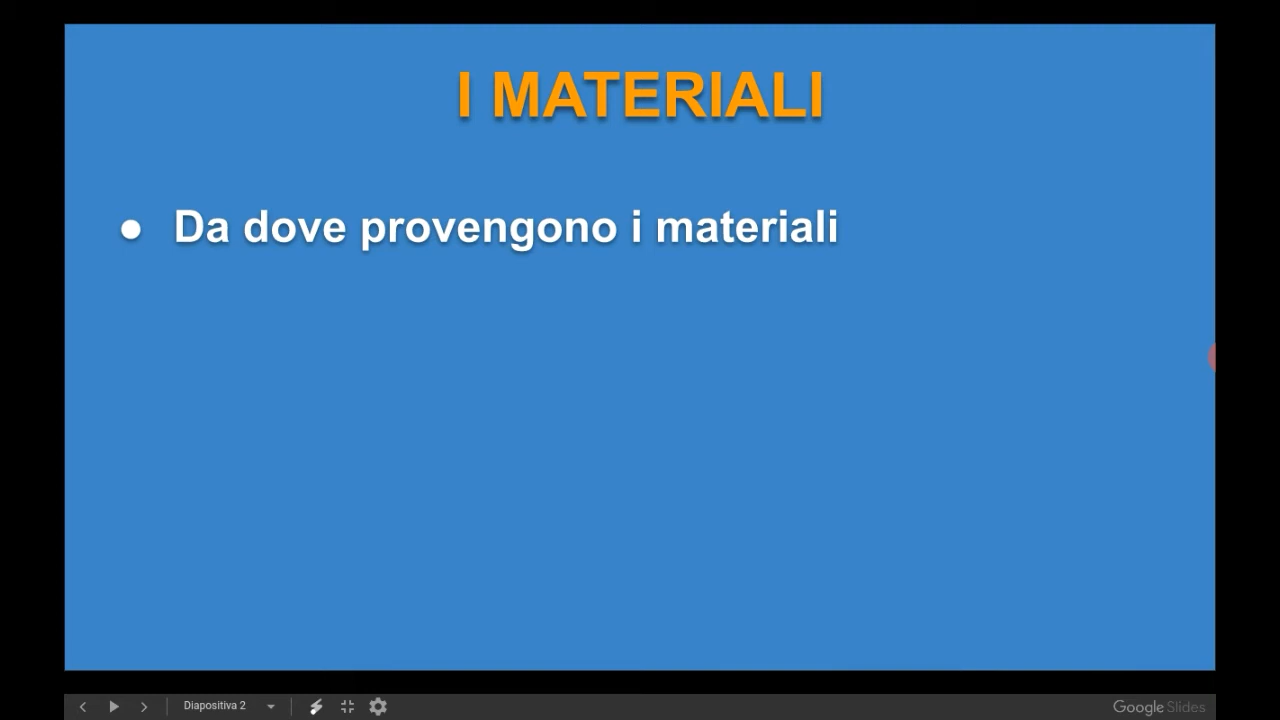 I MATERIALI
● Da dove provengono i materiali
Diapositiva 2
Google Slides